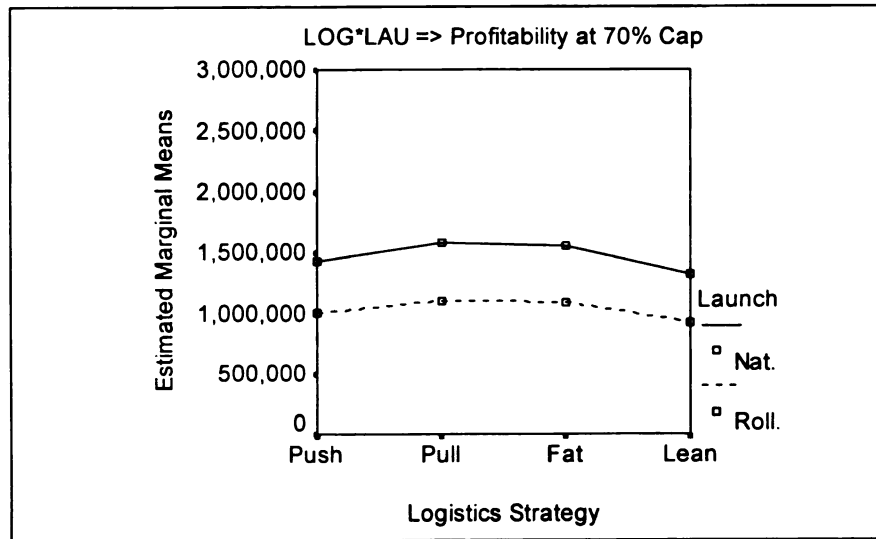 LOG*LAU => Profitability at 70% Cap
Estimated Marginal Means
3,000,000
2,500,000
2,000,000
1,500,000
1,000,000
500,000
0
Push Pull Fat Lean
Logistics Strategy
Launch
Nat.
Roll.